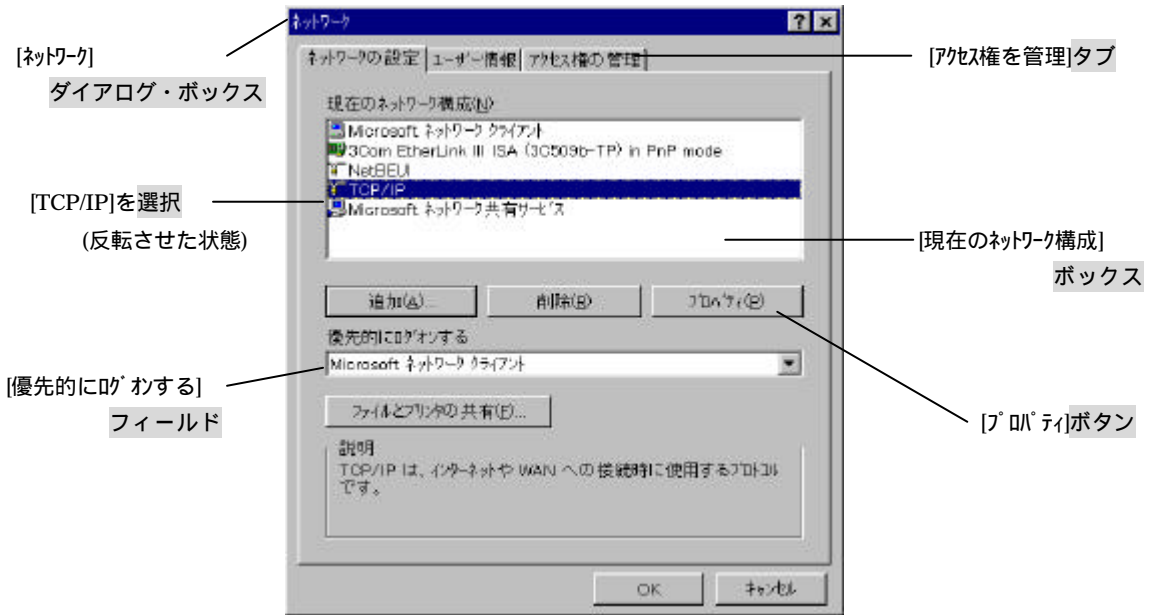 ﾈｯﾄﾜｰｸ
[ﾈｯﾄﾜｰｸ]
ダイアログ・ボックス
ﾈｯﾄﾜｰｸの設定
ﾕｰｻﾞｰ情報
ｱｸｾｽ権の管理
[ｱｸｾｽ権を管理]タブ
現在のﾈｯﾄﾜｰｸ構成(N)
Microsoft ﾈｯﾄﾜｰｸ ｸﾗｲｱﾝﾄ
3Com EtherLink III ISA (3C509b-TP) in PnP mode
NetBEUI
TCP/IP
Microsoft ﾈｯﾄﾜｰｸ共有ｻｰﾋﾞｽ
[TCP/IP]を選択
(反転させた状態)
[現在のﾈｯﾄﾜｰｸ構成]
ボックス
追加(A)...
削除(R)
ﾌﾟﾛﾊﾟﾃｨ(P)
優先的にﾛｸﾞｵﾝする
Microsoft ﾈｯﾄﾜｰｸ ｸﾗｲｱﾝﾄ
[優先的にﾛｸﾞｵﾝする]
フィールド
ﾌｧｲﾙとﾌﾟﾘﾝﾀの共有(F)...
[ﾌﾟﾛﾊﾟﾃｨ]ボタン
説明
TCP/IP は、ｲﾝﾀｰﾈｯﾄや WAN への接続時に使用するﾌﾟﾛﾄｺﾙ
です。
OK
ｷｬﾝｾﾙ